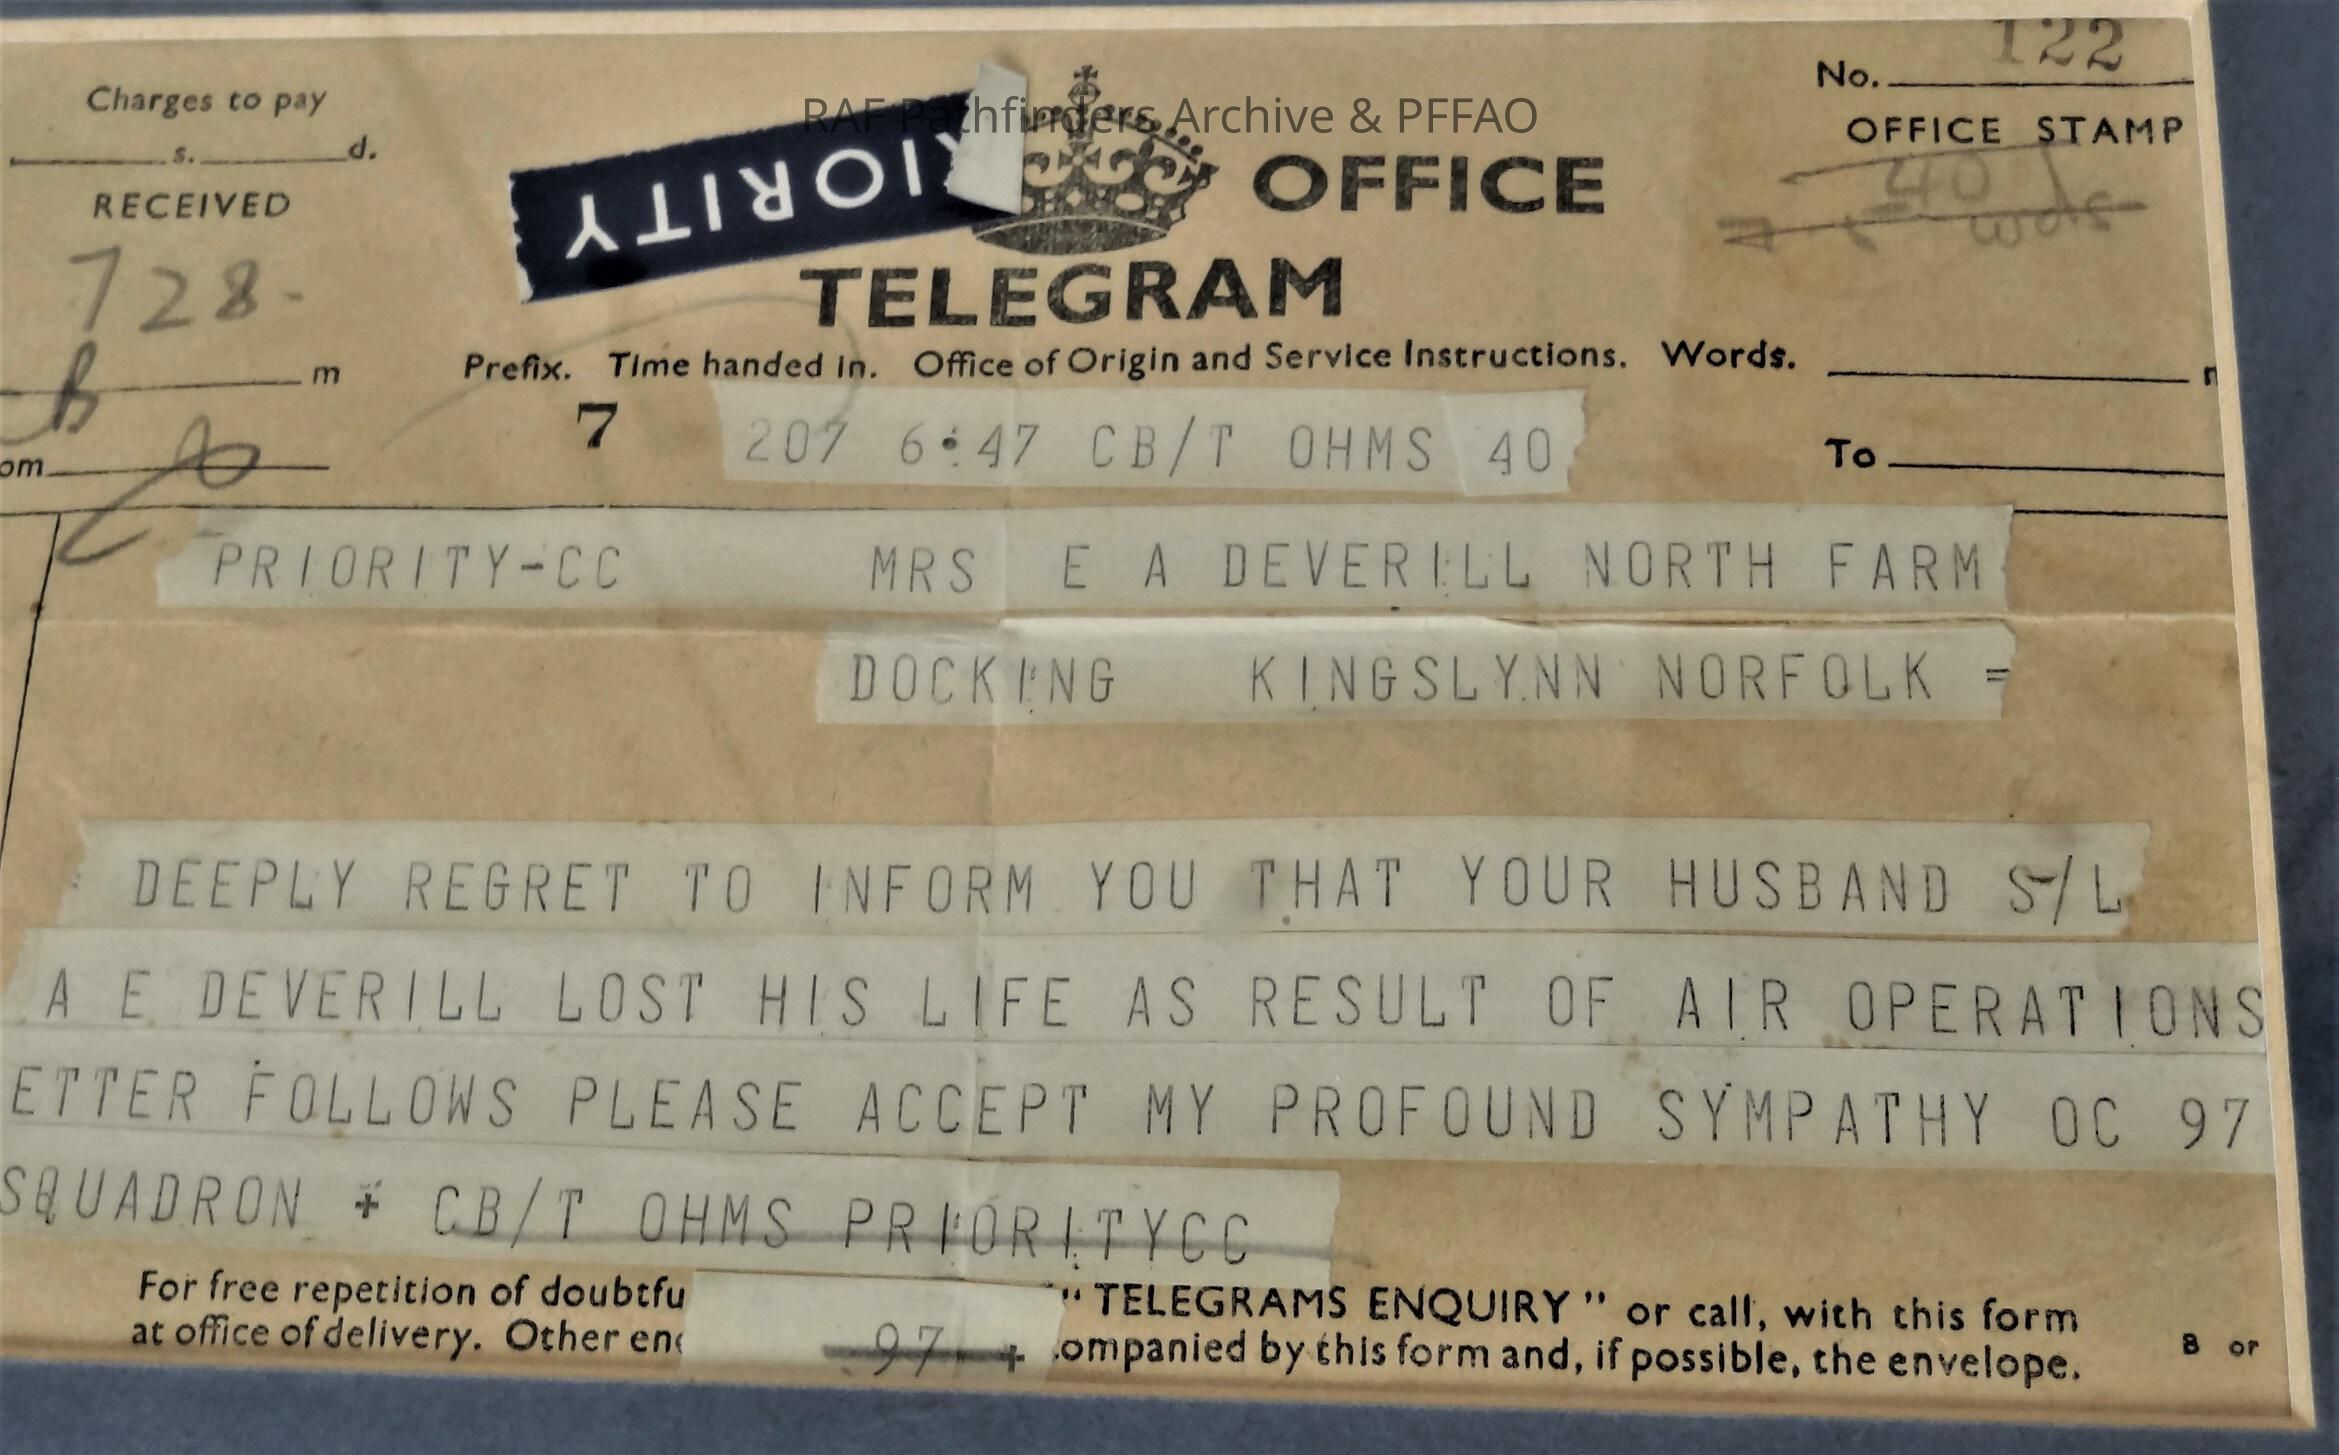 122
No.
Charges to pay
s. d.
RAF Pathfinders Archive & PFFAO
RIORITY
OFFICE
OFFICE STAMP
40
wds
RECEIVED
728-
TELEGRAM
m
Prefix. Time handed in. Office of Origin and Service Instructions. Words.
7 207 6:47 CB/T OHMS 40
om
To
PRIORITY-CC MRS E A DEVERILL NORTH FARM
DOCKING KINGSLYNN NORFOLK =
DEEPLY REGRET TO INFORM YOU THAT YOUR HUSBAND S/L
A E DEVERILL LOST HIS LIFE AS RESULT OF AIR OPERATIONS
ETTER FOLLOWS PLEASE ACCEPT MY PROFOUND SYMPATHY OC 97
SQUADRON + CB/T OHMS PRIORITYCC
For free repetition of doubtfu " TELEGRAMS ENQUIRY " or call, with this form
at office of delivery. Other en 97 + ompanied by this form and, if possible, the envelope.
B or